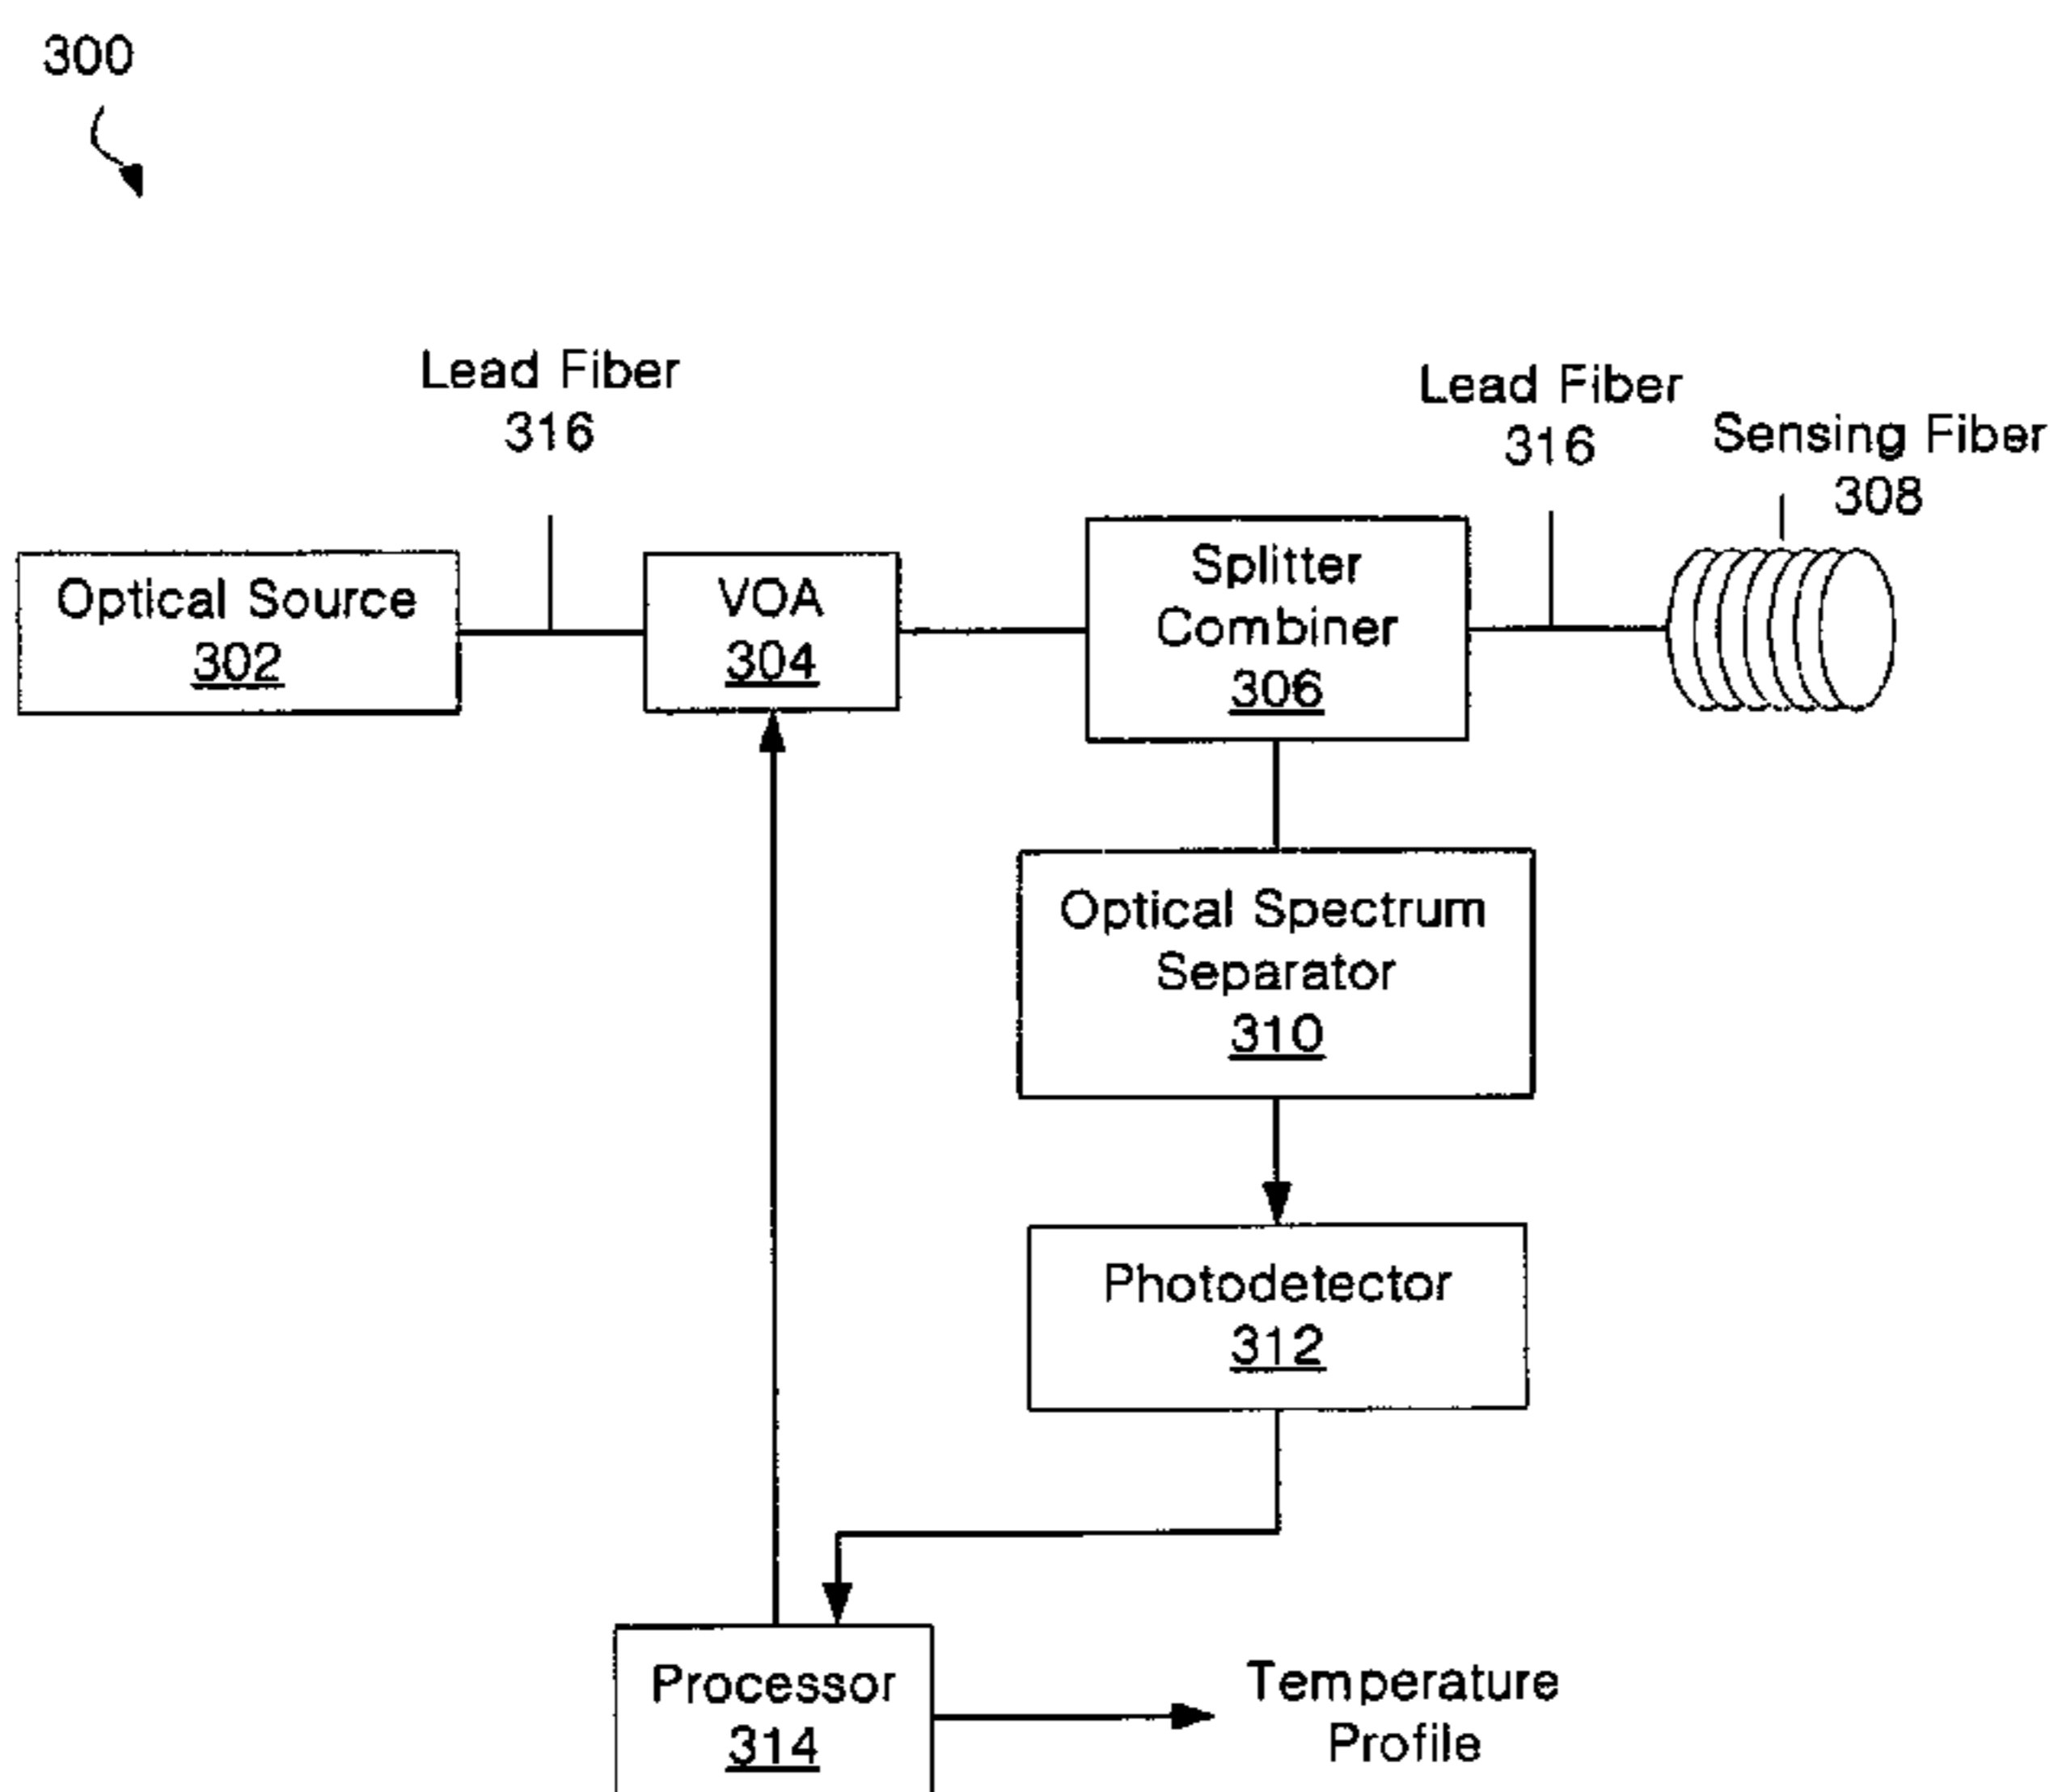 300
Lead Fiber
316
Lead Fiber
316
Sensing Fiber
308
Optical Source
302
VOA
304
Splitter
Combiner
306
Optical Spectrum
Separator
310
Photodetector
312
Processor
314
Temperature
Profile